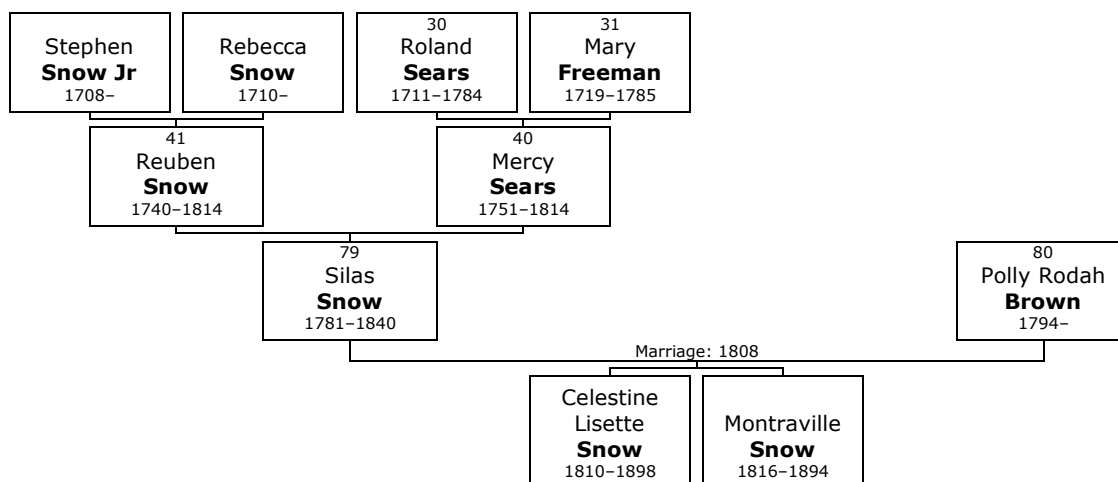 Stephen
Snow Jr
1708–
Rebecca
Snow
1710–
30
Roland
Sears
1711–1784
31
Mary
Freeman
1719–1785
41
Reuben
Snow
1740–1814
40
Mercy
Sears
1751–1814
79
Silas
Snow
1781–1840
80
Polly Rodah
Brown
1794–
Marriage: 1808
Celestine
Lisette
Snow
1810–1898
Montraville
Snow
1816–1894